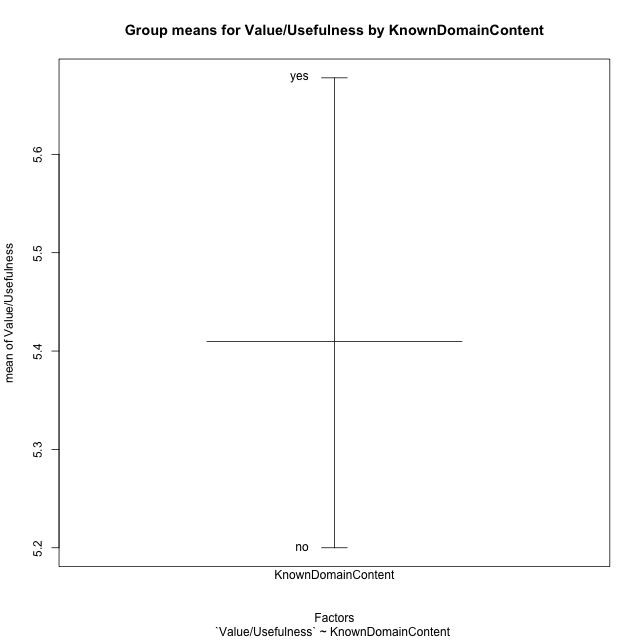 Group means for Value/Usefulness by KnownDomainContent
mean of Value/Usefulness
5.6
5.5
5.4
5.3
5.2
yes
no
KnownDomainContent
Factors
`Value/Usefulness` ~ KnownDomainContent